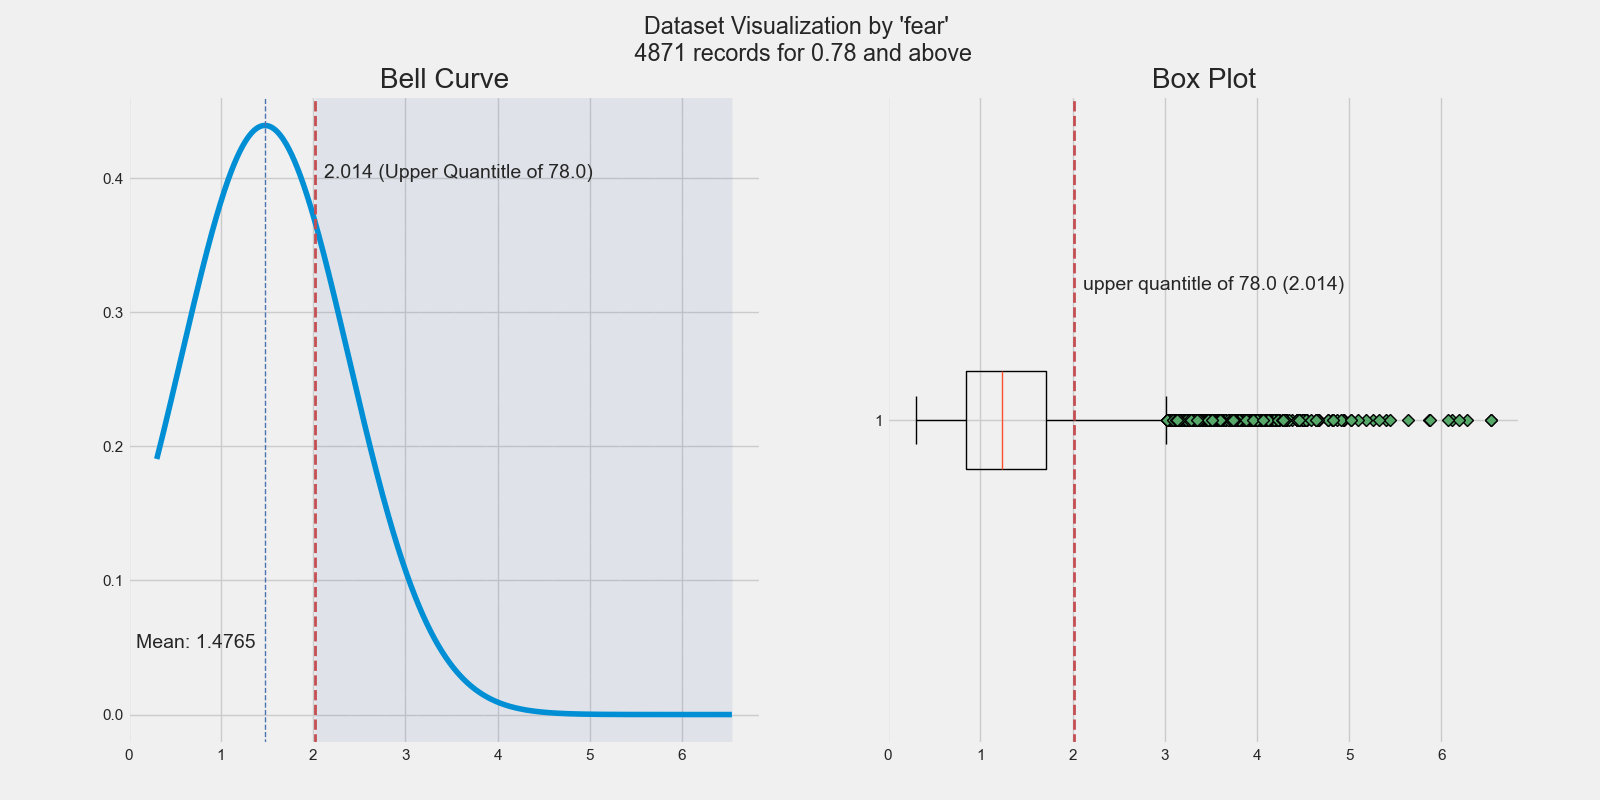 Dataset Visualization by 'fear'
4871 records for 0.78 and above
Bell Curve
2.014 (Upper Quantitle of 78.0)
Mean: 1.4765
0.4
0.3
0.2
0.1
0.0
0 1 2 3 4 5 6
Box Plot
upper quantitle of 78.0 (2.014)
1
0 1 2 3 4 5 6